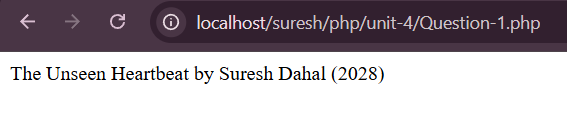 localhost/suresh/php/unit-4/Question-1.php
The Unseen Heartbeat by Suresh Dahal (2028)